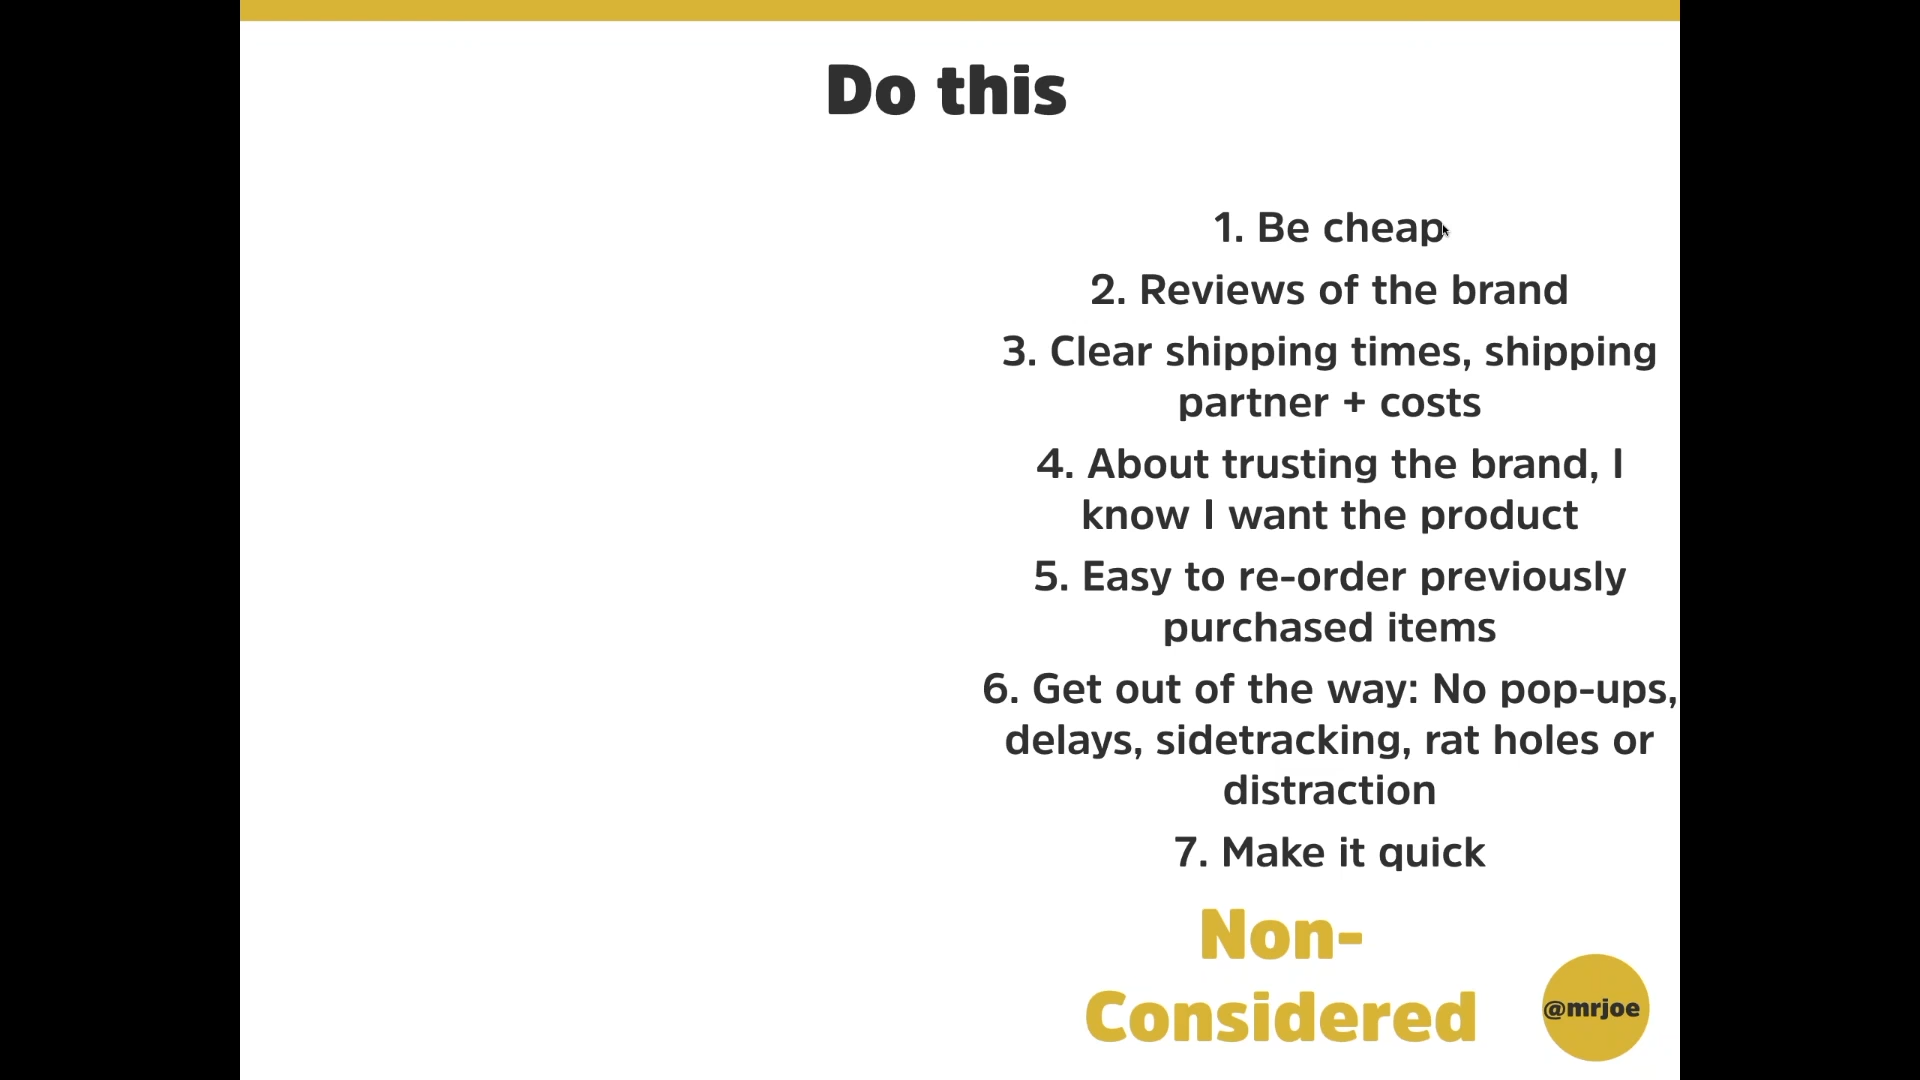 Do this
1. Be cheap
2. Reviews of the brand
3. Clear shipping times, shipping
partner + costs
4. About trusting the brand, I
know I want the product
5. Easy to re-order previously
purchased items
6. Get out of the way: No pop-ups,
delays, sidetracking, rat holes or
distraction
7. Make it quick
Non-
Considered
@mrjoe